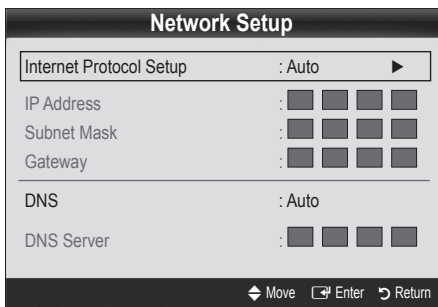 Network Setup
Internet Protocol Setup : Auto ▶
IP Address :
Subnet Mask :
Gateway :
DNS : Auto
DNS Server :
Move Enter Return